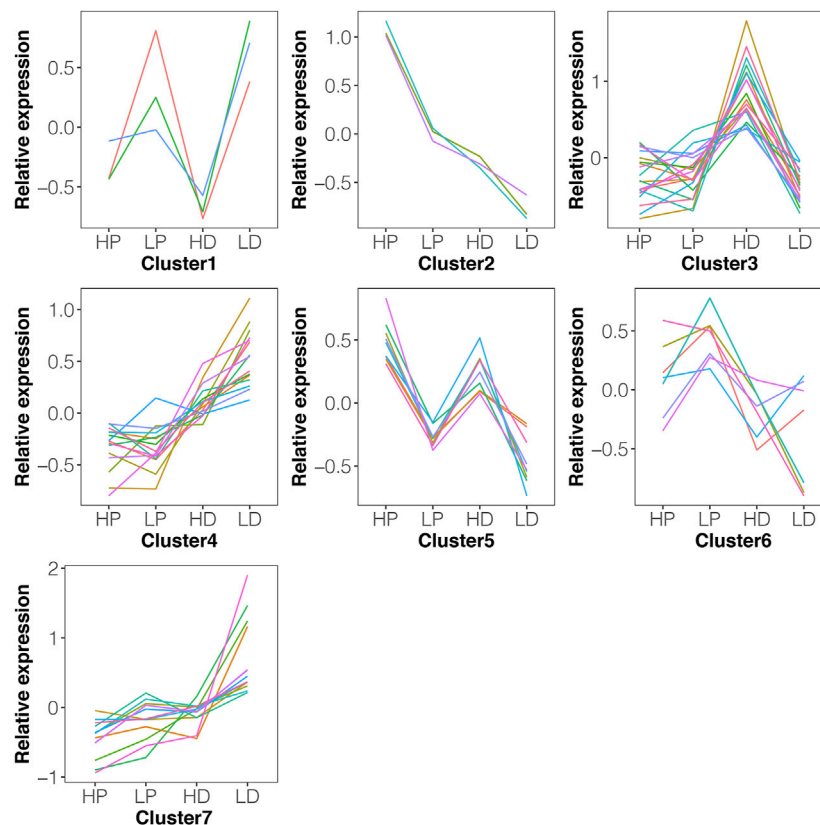 Relative expression
0.5
0.0
−0.5
HP LP HD LD
Cluster1
Relative expression
1.0
0.5
0.0
−0.5
HP LP HD LD
Cluster2
Relative expression
1
0
HP LP HD LD
Cluster3
Relative expression
1.0
0.5
0.0
−0.5
HP LP HD LD
Cluster4
Relative expression
0.5
0.0
−0.5
HP LP HD LD
Cluster5
Relative expression
0.5
0.0
−0.5
HP LP HD LD
Cluster6
Relative expression
2
1
0
−1
HP LP HD LD
Cluster7